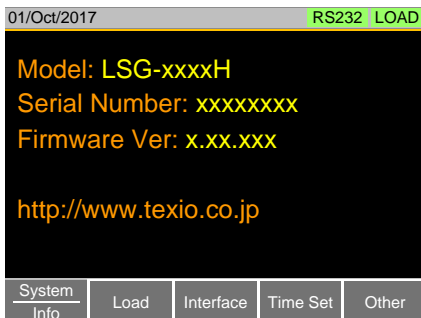 01/Oct/2017 RS232 LOAD
Model: LSG-xxxxH
Serial Number: xxxxxxxx
Firmware Ver: x.xx.xxx
http://www.texio.co.jp
System
Info Load Interface Time Set Other